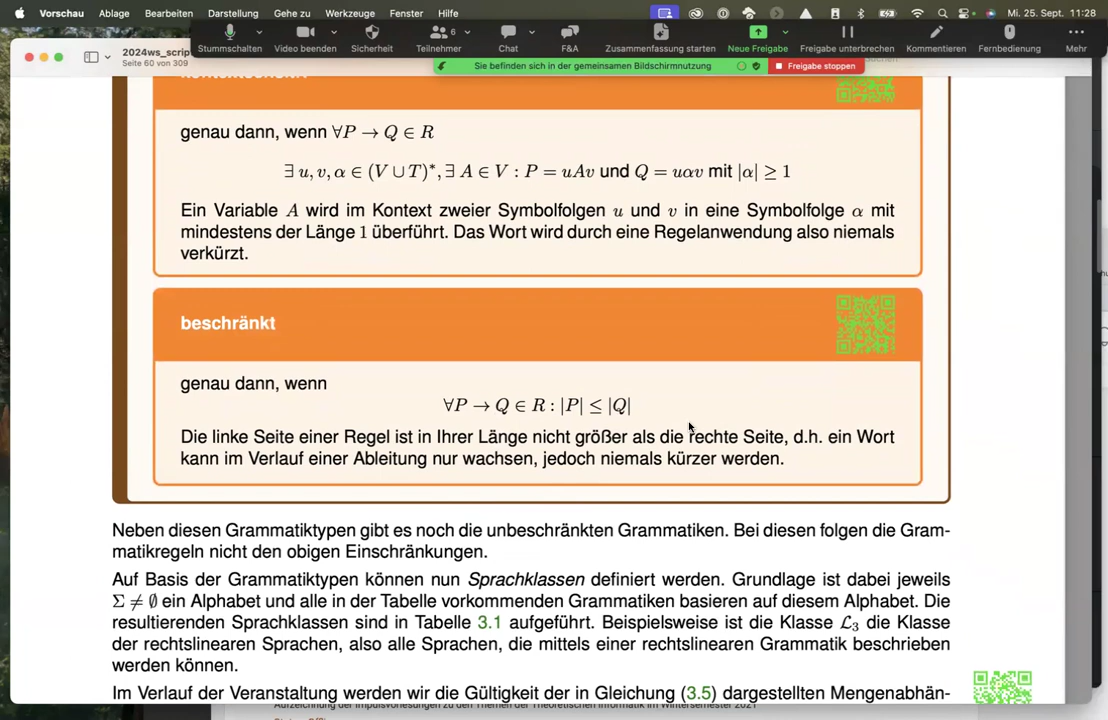 Vorschau Ablage Bearbeiten Darstellung Gehe zu Werkzeuge Fenster Hilfe Mi. 25. Sept. 11:28
6
Stummschalten Video beenden Sicherheit Teilnehmer Chat F&A Zusammenfassung starten Neue Freigabe Freigabe unterbrechen Kommentieren Fernbedienung Mehr
2024ws_scrip
Seite 60 von 309
Sie befinden sich in der gemeinsamen Bildschirmnutzung Freigabe stoppen
genau dann, wenn ∀P → Q ∈ R
∃ u, v, α ∈ (V ∪ T)*, ∃ A ∈ V : P = uAv und Q = uαv mit |α| ≥ 1
Ein Variable A wird im Kontext zweier Symbolfolgen u und v in eine Symbolfolge α mit
mindestens der Länge 1 überführt. Das Wort wird durch eine Regelanwendung also niemals
verkürzt.
beschränkt
genau dann, wenn
∀P → Q ∈ R : |P| ≤ |Q|
Die linke Seite einer Regel ist in Ihrer Länge nicht größer als die rechte Seite, d.h. ein Wort
kann im Verlauf einer Ableitung nur wachsen, jedoch niemals kürzer werden.
Neben diesen Grammatiktypen gibt es noch die unbeschränkten Grammatiken. Bei diesen folgen die Gram-
matikregeln nicht den obigen Einschränkungen.
Auf Basis der Grammatiktypen können nun Sprachklassen definiert werden. Grundlage ist dabei jeweils
Σ ≠ ∅ ein Alphabet und alle in der Tabelle vorkommenden Grammatiken basieren auf diesem Alphabet. Die
resultierenden Sprachklassen sind in Tabelle 3.1 aufgeführt. Beispielsweise ist die Klasse ℒ₃ die Klasse
der rechtslinearen Sprachen, also alle Sprachen, die mittels einer rechtslinearen Grammatik beschrieben
werden können.
Im Verlauf der Veranstaltung werden wir die Gültigkeit der in Gleichung (3.5) dargestellten Mengenabhän-